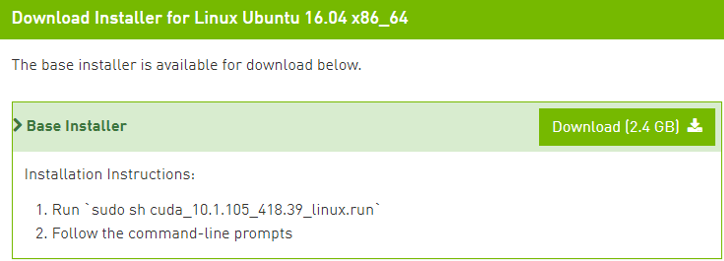 Download Installer for Linux Ubuntu 16.04 x86_64
The base installer is available for download below.
Base Installer
Download (2.4 GB)
Installation Instructions:
1. Run `sudo sh cuda_10.1.105_418.39_linux.run`
2. Follow the command-line prompts